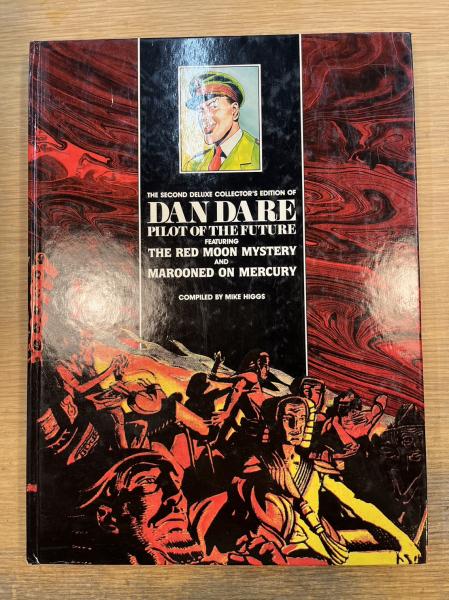 THE SECOND DELUXE COLLECTOR'S EDITION OF
DAN DARE
PILOT OF THE FUTURE
FEATURING
THE RED MOON MYSTERY
AND
MAROONED ON MERCURY
COMPILED BY MIKE HIGGS